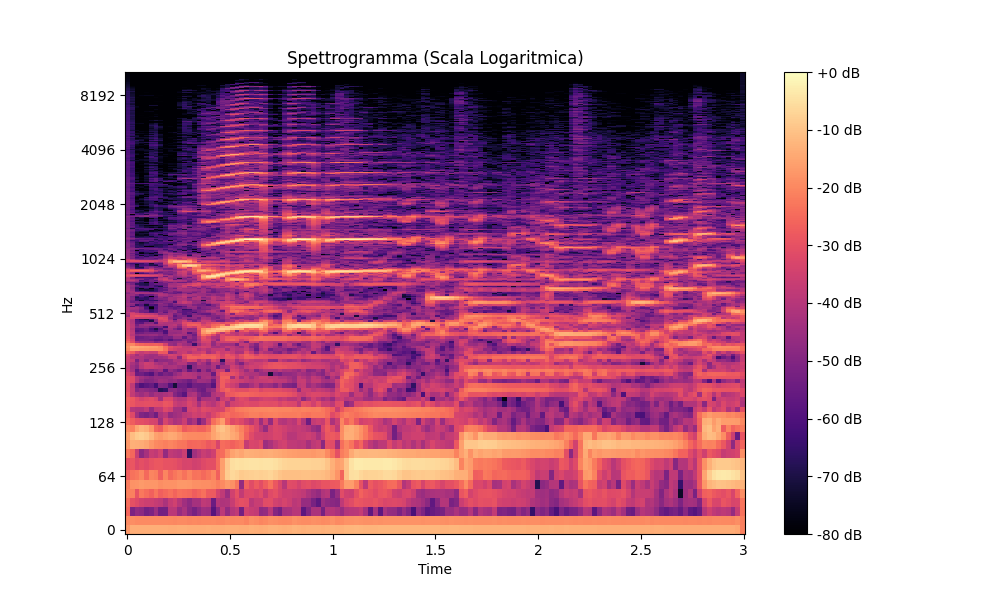 Spettrogramma (Scala Logaritmica)
Hz
8192
4096
2048
1024
512
256
128
64
0
0
0.5
1
1.5
2
2.5
3
Time
+0 dB
-10 dB
-20 dB
-30 dB
-40 dB
-50 dB
-60 dB
-70 dB
-80 dB